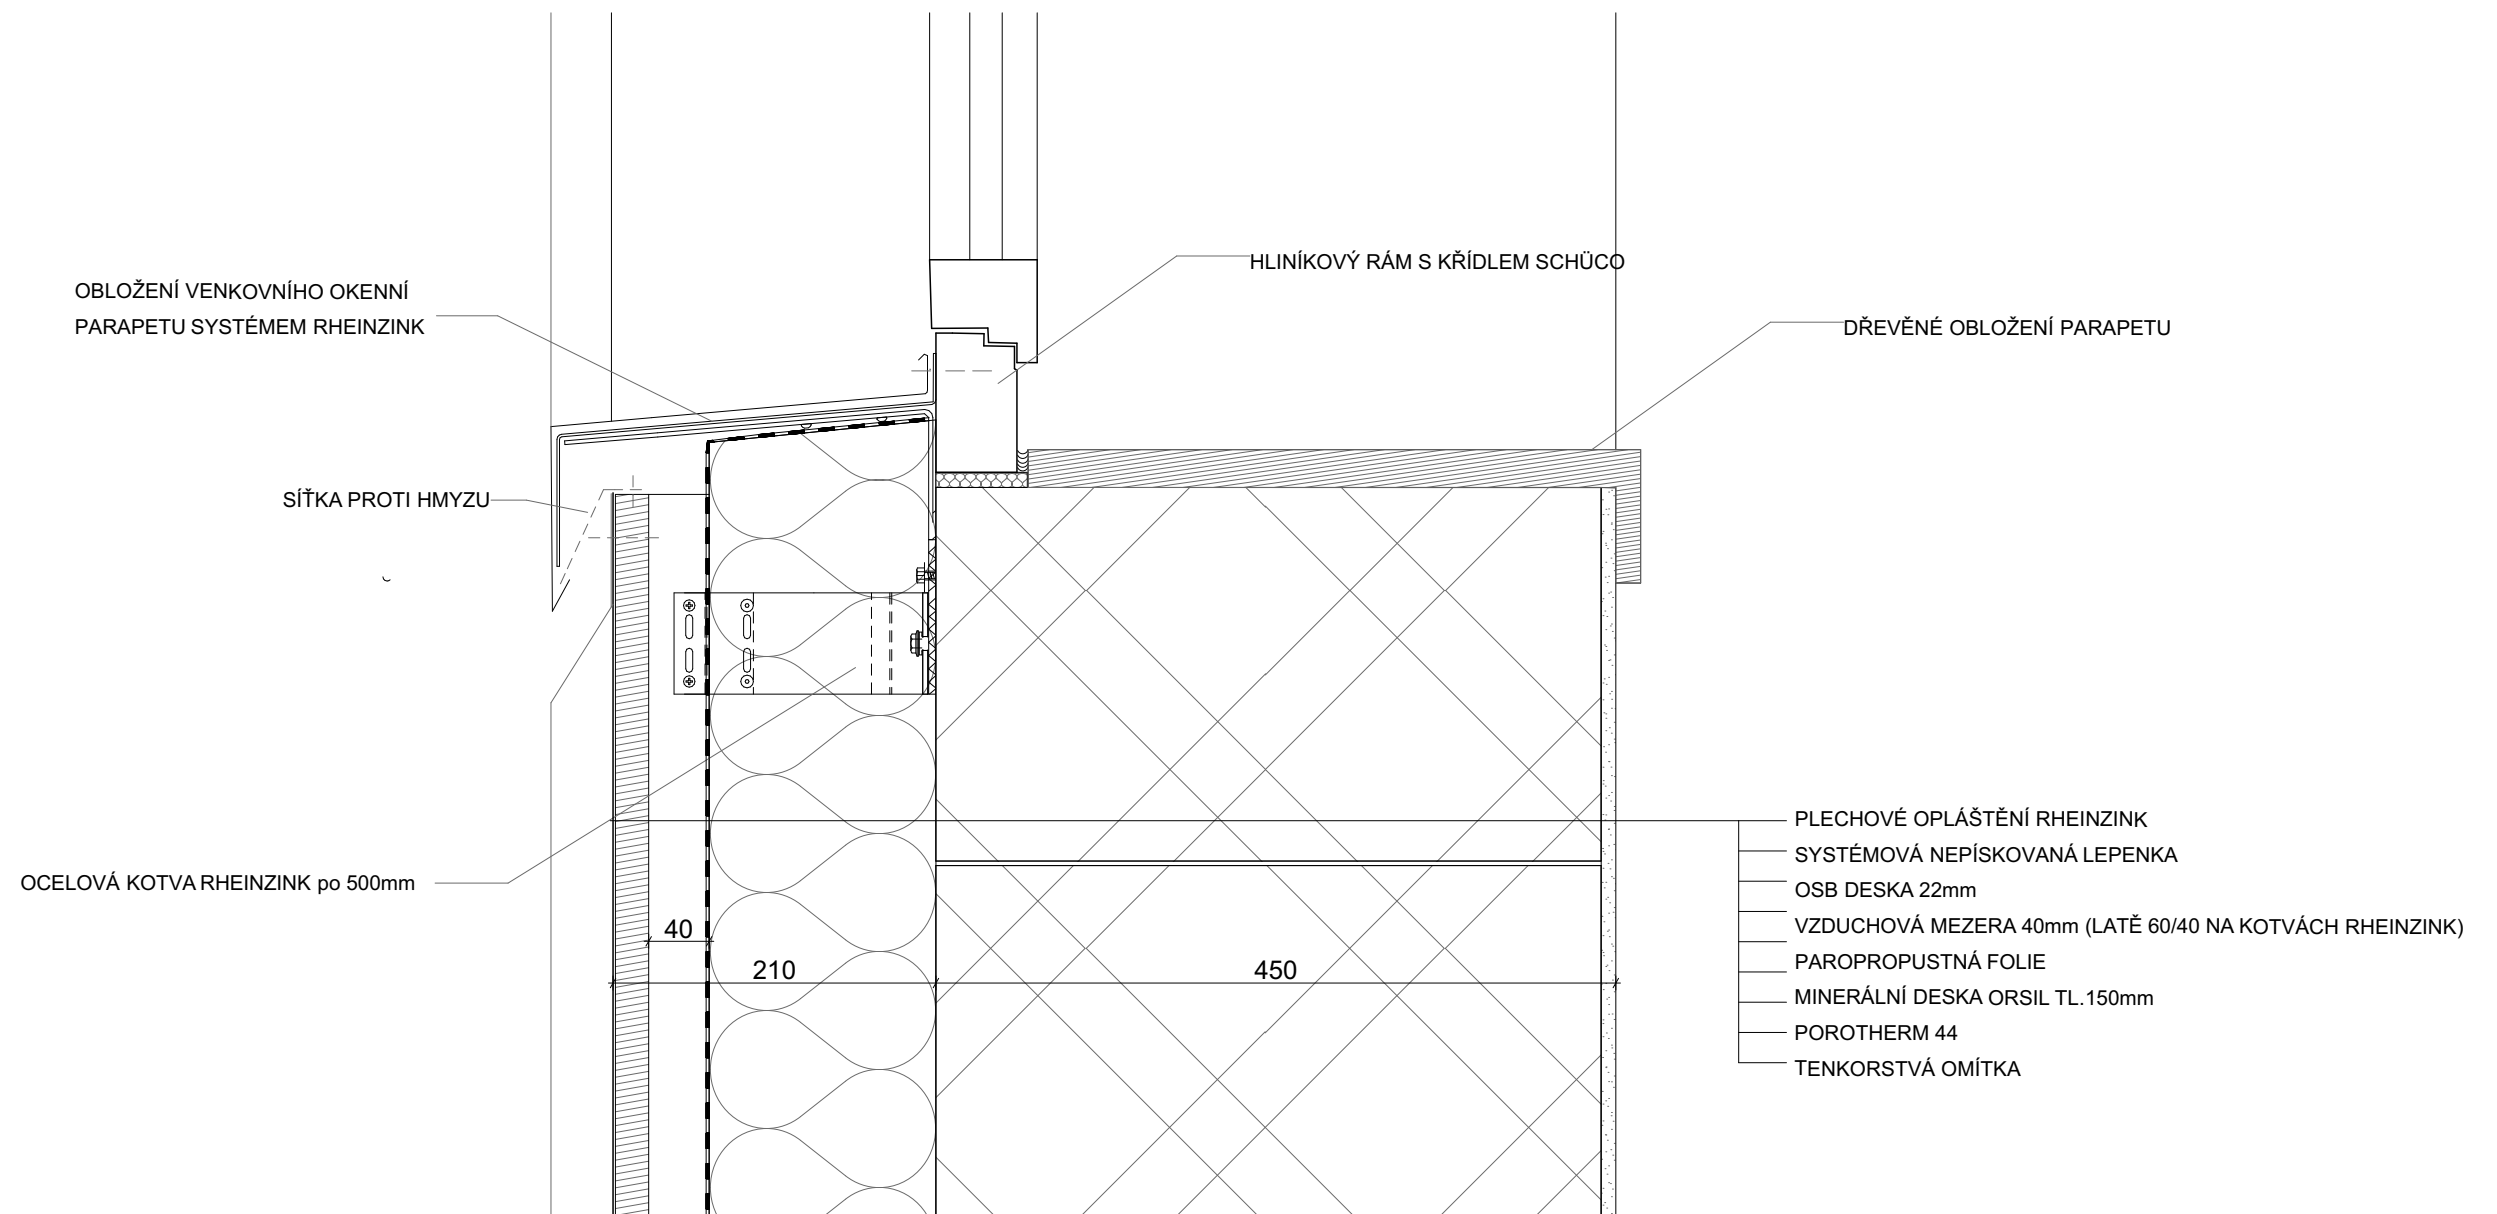 OBLOŽENÍ VENKOVNÍHO OKENNÍ
PARAPETU SYSTÉMEM RHEINZINK
HLINÍKOVÝ RÁM S KŘÍDLEM SCHÜCO
DŘEVĚNÉ OBLOŽENÍ PARAPETU
SÍŤKA PROTI HMYZU
OCELOVÁ KOTVA RHEINZINK po 500mm
40
210
450
PLECHOVÉ OPLÁŠTĚNÍ RHEINZINK
SYSTÉMOVÁ NEPÍSKOVANÁ LEPENKA
OSB DESKA 22mm
VZDUCHOVÁ MEZERA 40mm (LATĚ 60/40 NA KOTVÁCH RHEINZINK)
PAROPROPUSTNÁ FOLIE
MINERÁLNÍ DESKA ORSIL TL.150mm
POROTHERM 44
TENKORSTVÁ OMÍTKA